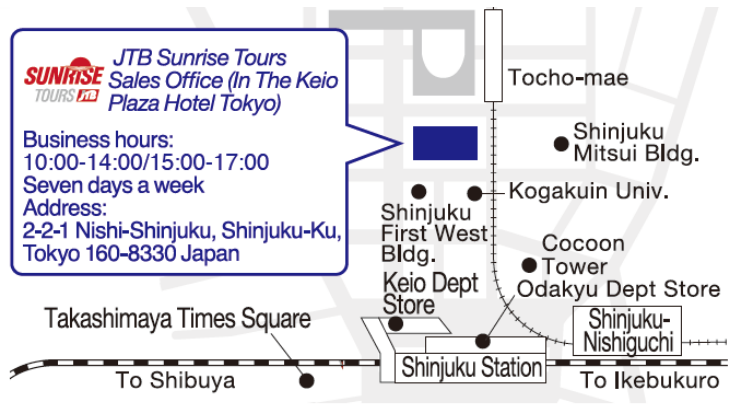 SUNRISE
TOURS JTB
JTB Sunrise Tours
Sales Office (In The Keio
Plaza Hotel Tokyo)
Business hours:
10:00-14:00/15:00-17:00
Seven days a week
Address:
2-2-1 Nishi-Shinjuku, Shinjuku-Ku,
Tokyo 160-8330 Japan
Tocho-mae
Shinjuku
Mitsui Bldg.
Kogakuin Univ.
Shinjuku
First West
Bldg.
Cocoon
Tower
Keio Dept
Store
Odakyu Dept Store
Takashimaya Times Square
Shinjuku-
Nishiguchi
Shinjuku Station
To Shibuya
To Ikebukuro